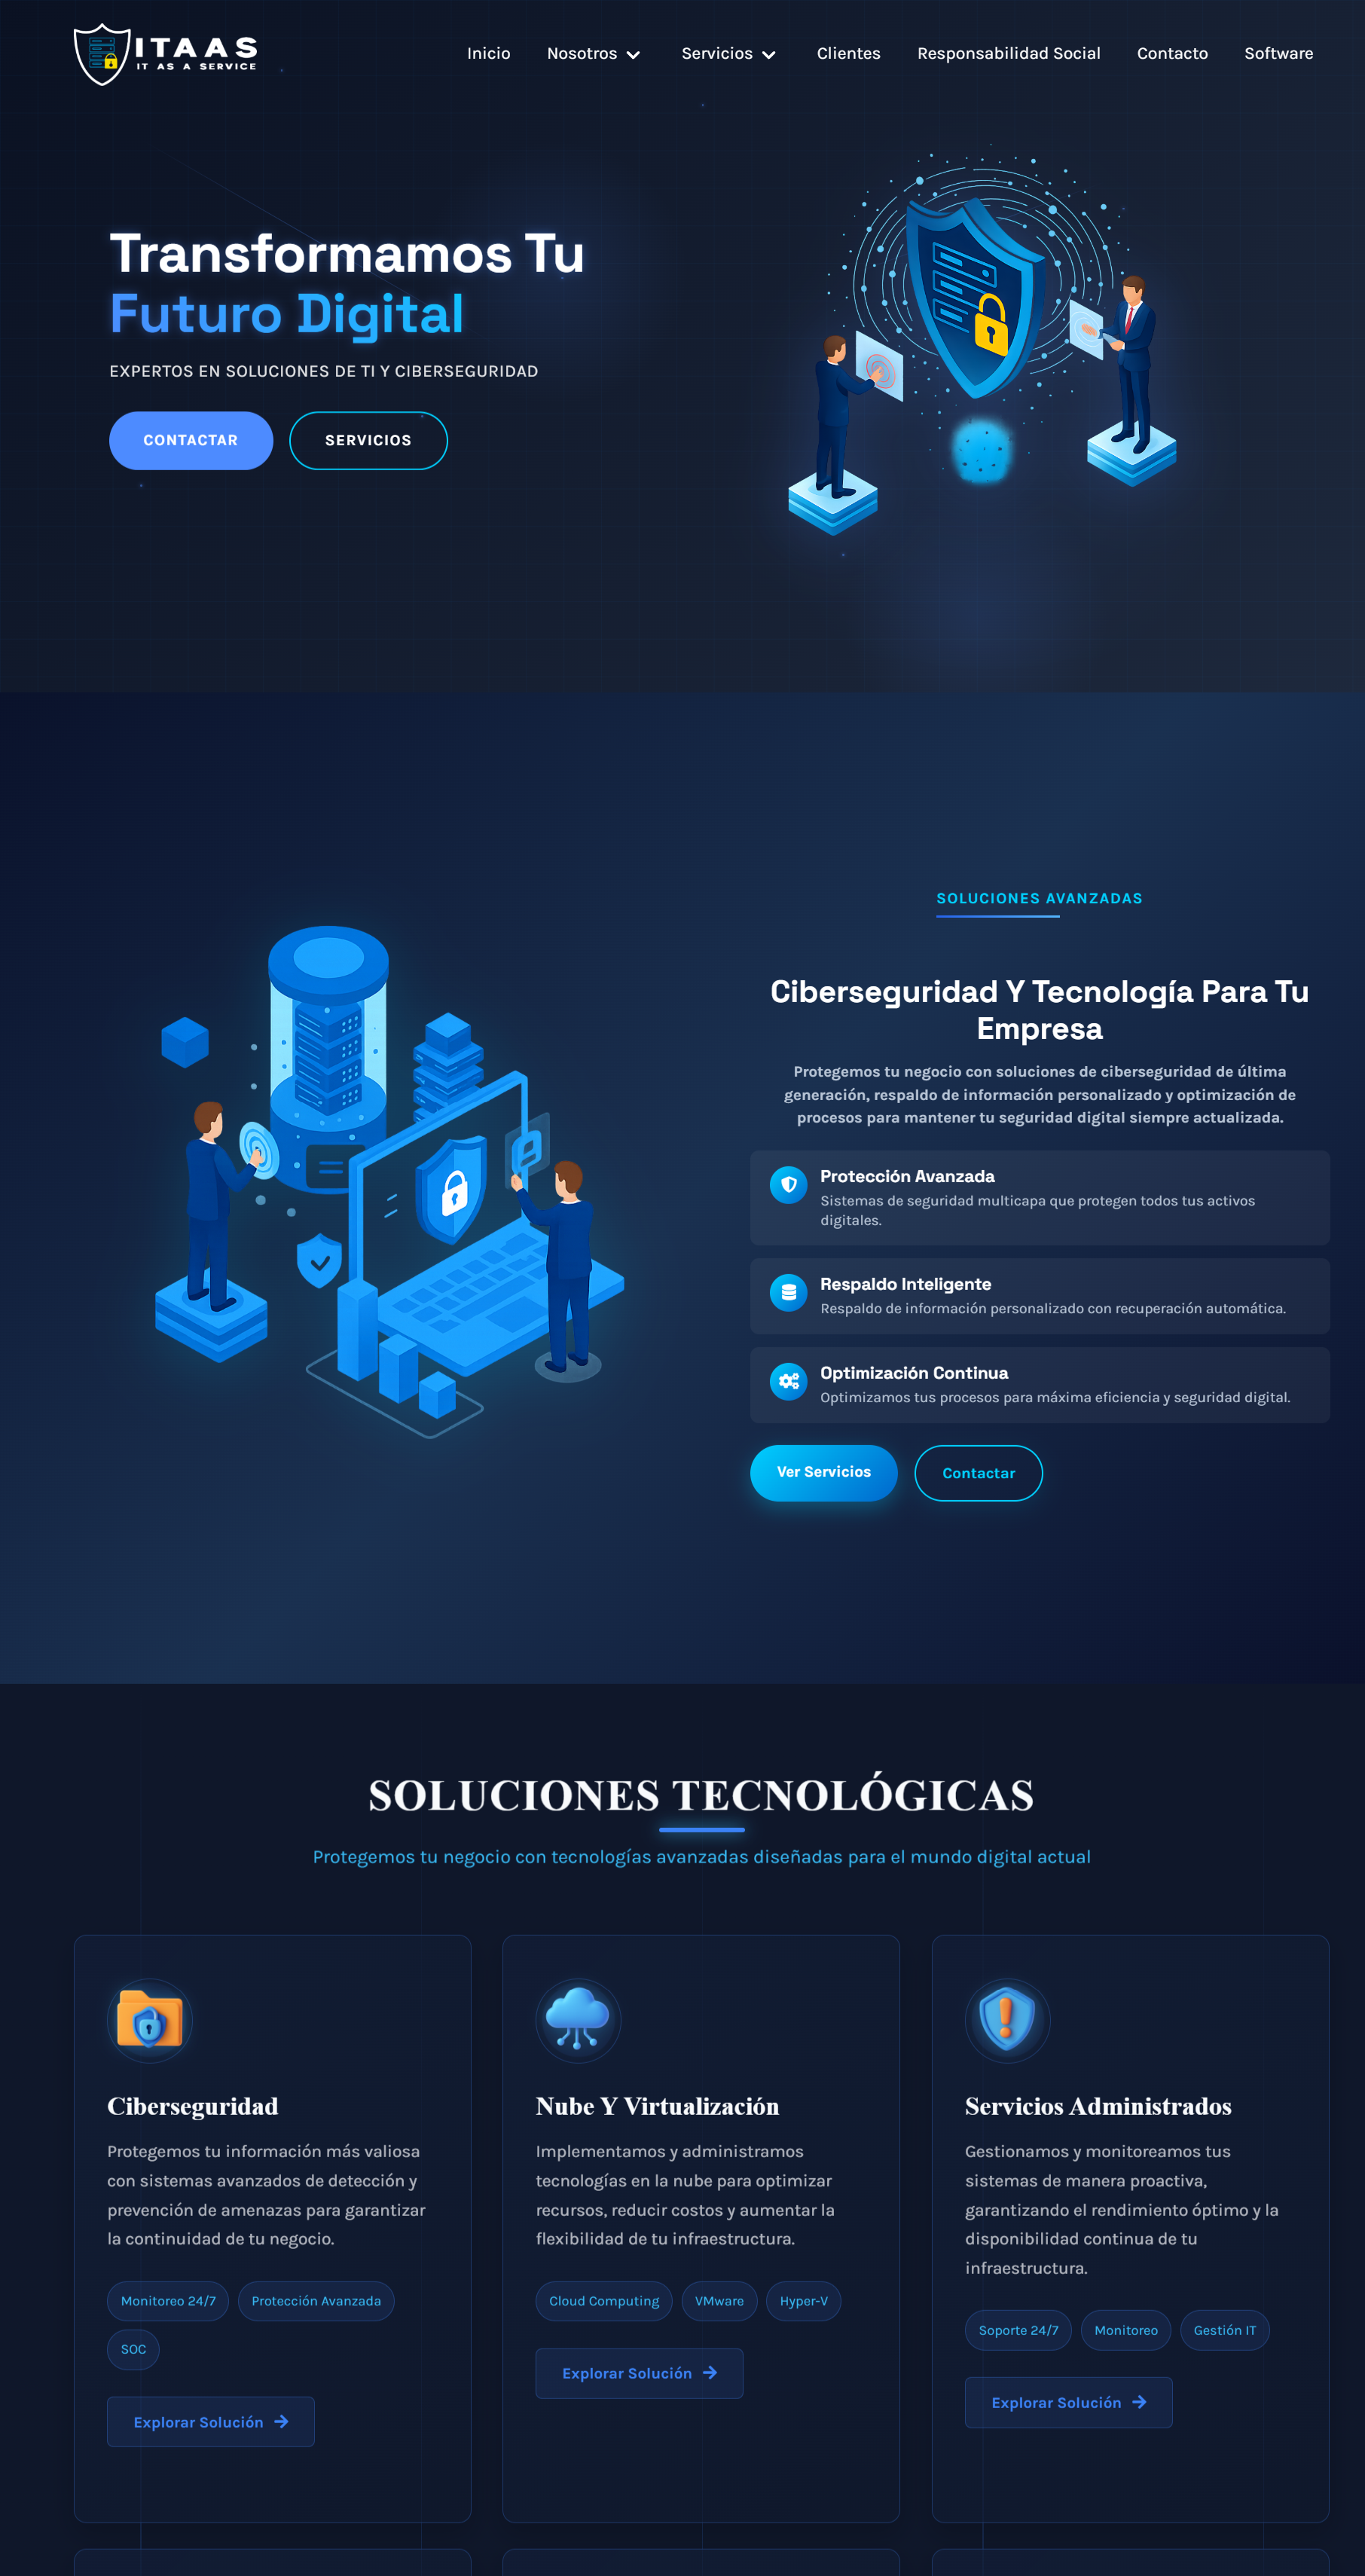 ITAAS
IT AS A SERVICE
Inicio
Nosotros
Servicios
Clientes
Responsabilidad Social
Contacto
Software
Transformamos Tu
Futuro Digital
EXPERTOS EN SOLUCIONES DE TI Y CIBERSEGURIDAD
CONTACTAR
SERVICIOS
SOLUCIONES AVANZADAS
Ciberseguridad Y Tecnología Para Tu
Empresa
Protegemos tu negocio con soluciones de ciberseguridad de última
generación, respaldo de información personalizado y optimización de
procesos para mantener tu seguridad digital siempre actualizada.
Protección Avanzada
Sistemas de seguridad multicapa que protegen todos tus activos
digitales.
Respaldo Inteligente
Respaldo de información personalizado con recuperación automática.
Optimización Continua
Optimizamos tus procesos para máxima eficiencia y seguridad digital.
Ver Servicios
Contactar
SOLUCIONES TECNOLÓGICAS
Protegemos tu negocio con tecnologías avanzadas diseñadas para el mundo digital actual
Ciberseguridad
Protegemos tu información más valiosa
con sistemas avanzados de detección y
prevención de amenazas para garantizar
la continuidad de tu negocio.
Monitoreo 24/7
Protección Avanzada
SOC
Explorar Solución
Nube Y Virtualización
Implementamos y administramos
tecnologías en la nube para optimizar
recursos, reducir costos y aumentar la
flexibilidad de tu infraestructura.
Cloud Computing
VMware
Hyper-V
Explorar Solución
Servicios Administrados
Gestionamos y monitoreamos tus
sistemas de manera proactiva,
garantizando el rendimiento óptimo y la
disponibilidad continua de tu
infraestructura.
Soporte 24/7
Monitoreo
Gestión IT
Explorar Solución